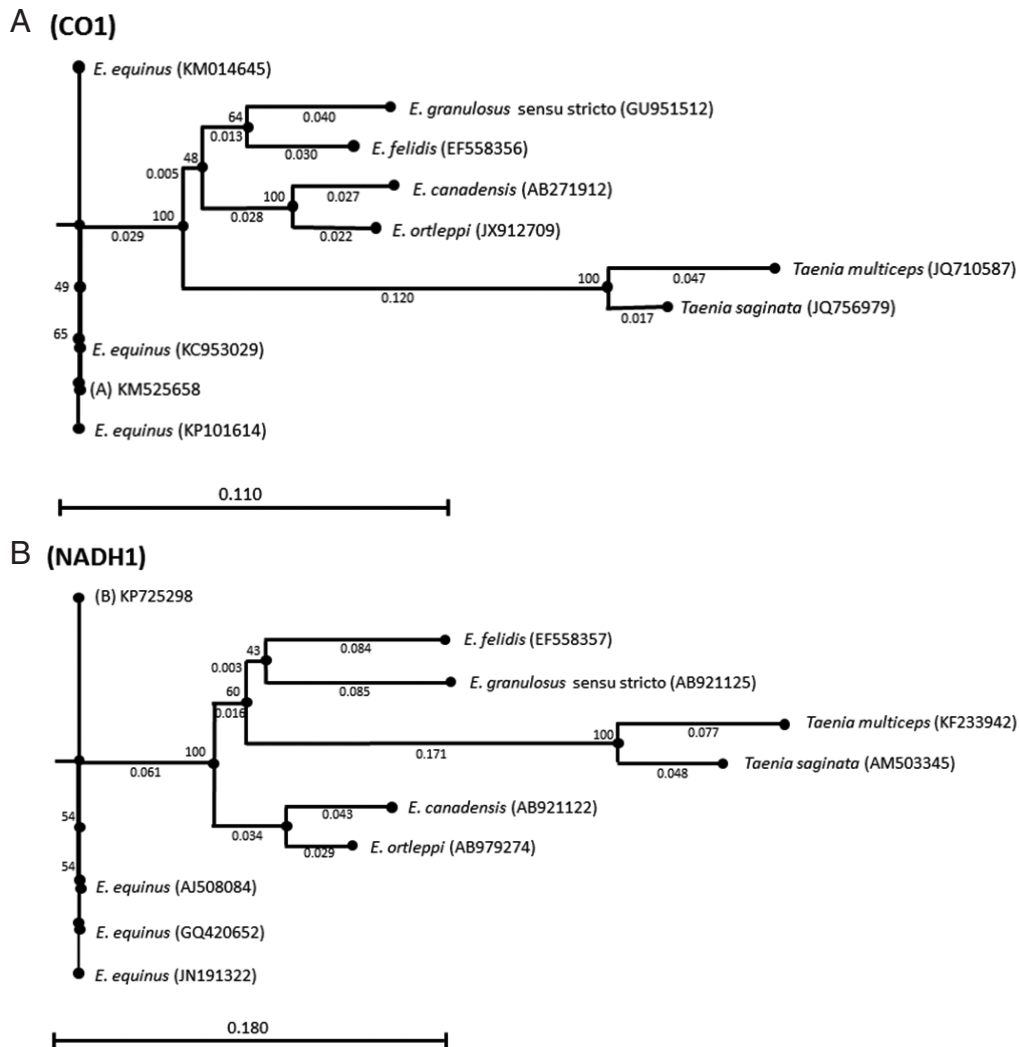 A (CO1)
E. equinus (KM014645)
64
0.040
E. granulosus sensu stricto (GU951512)
0.013
48
0.030
E. felidis (EF558356)
0.005
100
0.027
E. canadensis (AB271912)
100
0.028
0.022
E. ortleppi (JX912709)
0.029
100
0.047
Taenia multiceps (JQ710587)
49
0.120
0.017
Taenia saginata (JQ756979)
65
E. equinus (KC953029)
(A) KM525658
E. equinus (KP101614)
0.110
B (NADH1)
(B) KP725298
43
0.084
E. felidis (EF558357)
0.003
60
0.085
E. granulosus sensu stricto (AB921125)
0.016
100
0.077
Taenia multiceps (KF233942)
100
0.171
0.048
Taenia saginata (AM503345)
0.061
0.043
E. canadensis (AB921122)
54
0.034
0.029
E. ortleppi (AB979274)
54
E. equinus (AJ508084)
E. equinus (GQ420652)
E. equinus (JN191322)
0.180